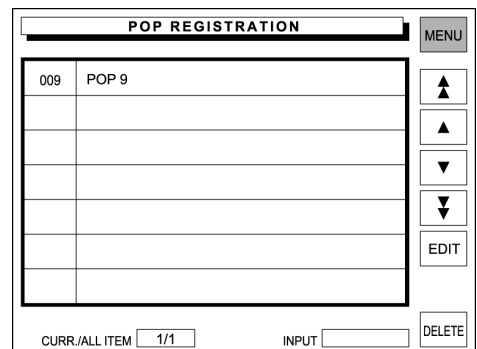 POP REGISTRATION
MENU
009 POP 9
EDIT
CURR./ALL ITEM 1/1 INPUT DELETE